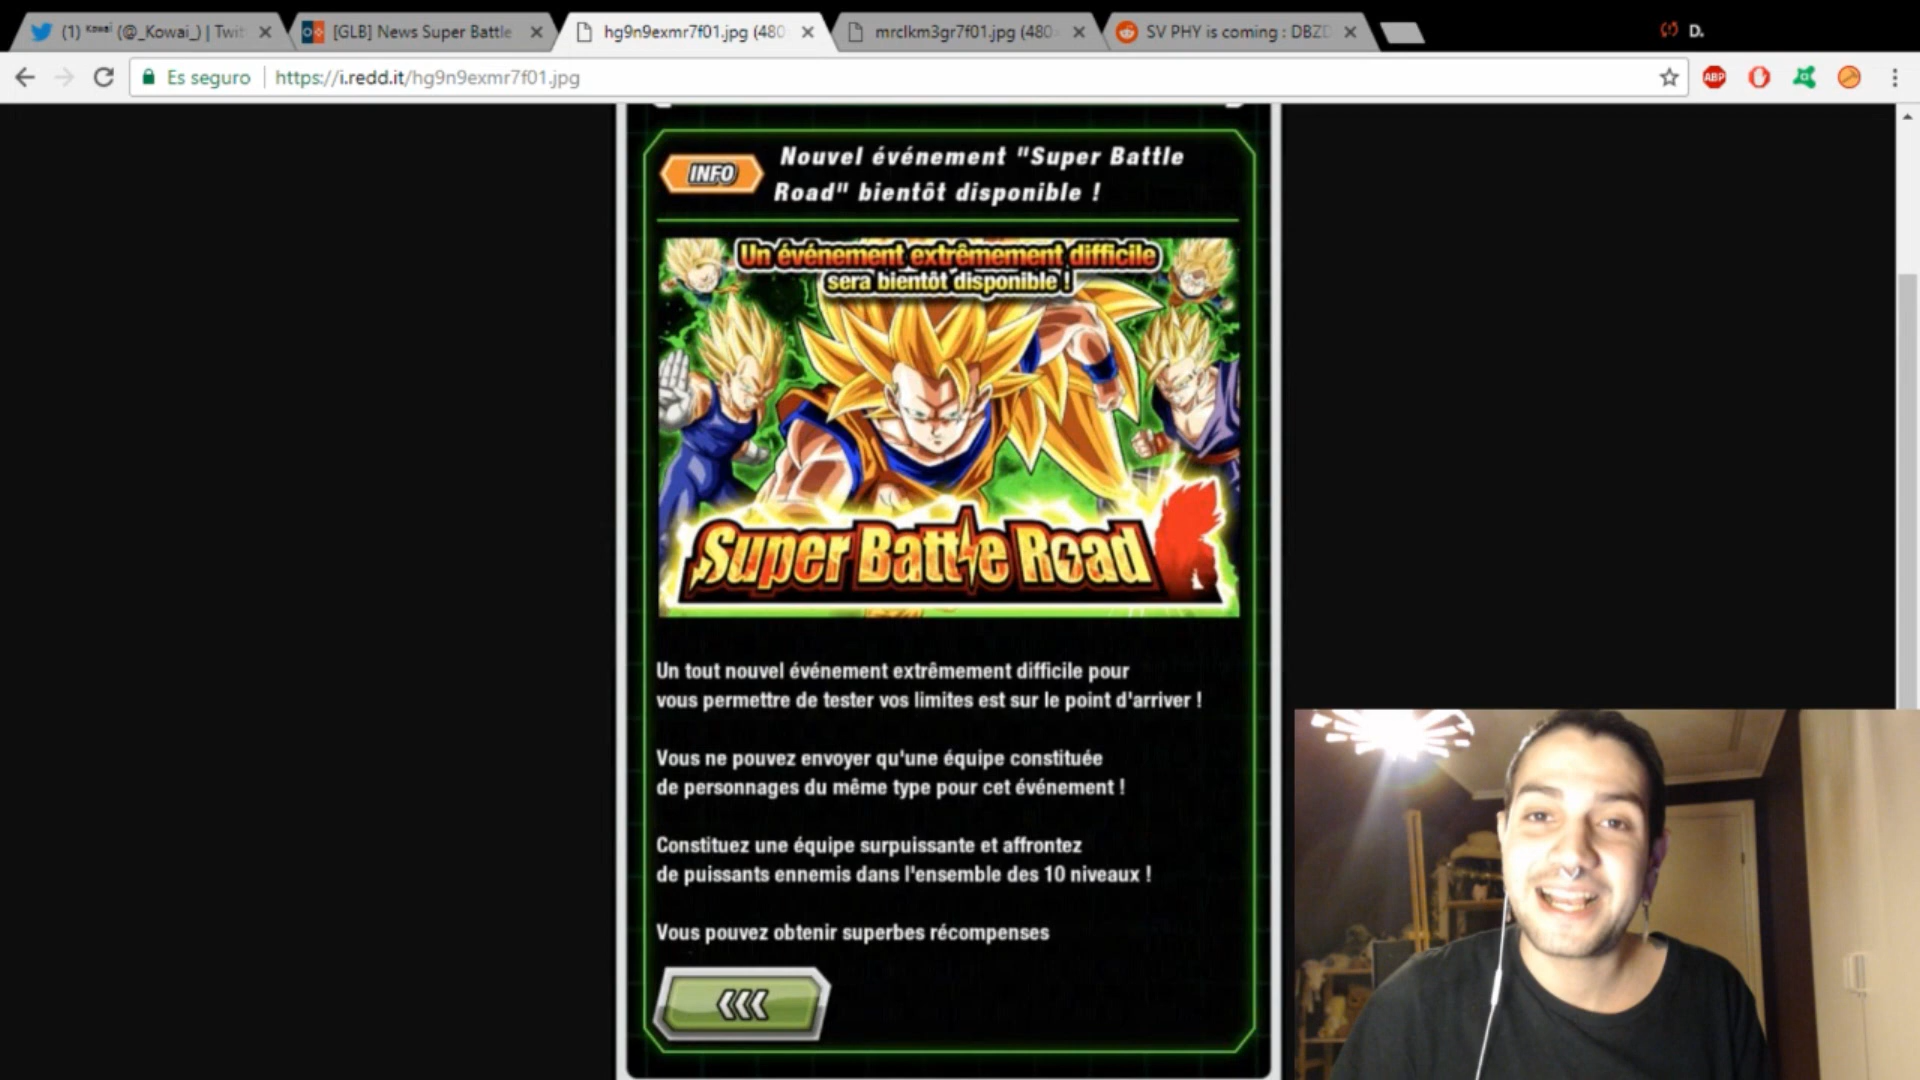 (1) ᴷᵒʷᵃⁱ (@_Kowai_) | Twit
[GLB] News Super Battle
hg9n9exmr7f01.jpg (480
mrclkm3gr7f01.jpg (480
SV PHY is coming : DBZD
D.
Es seguro
https://i.redd.it/hg9n9exmr7f01.jpg
ABP
INFO
Nouvel événement "Super Battle
Road" bientôt disponible !
Un événement extrêmement difficile
sera bientôt disponible !
Super Battle Road
Un tout nouvel événement extrêmement difficile pour
vous permettre de tester vos limites est sur le point d'arriver !
Vous ne pouvez envoyer qu'une équipe constituée
de personnages du même type pour cet événement !
Constituez une équipe surpuissante et affrontez
de puissants ennemis dans l'ensemble des 10 niveaux !
Vous pouvez obtenir superbes récompenses